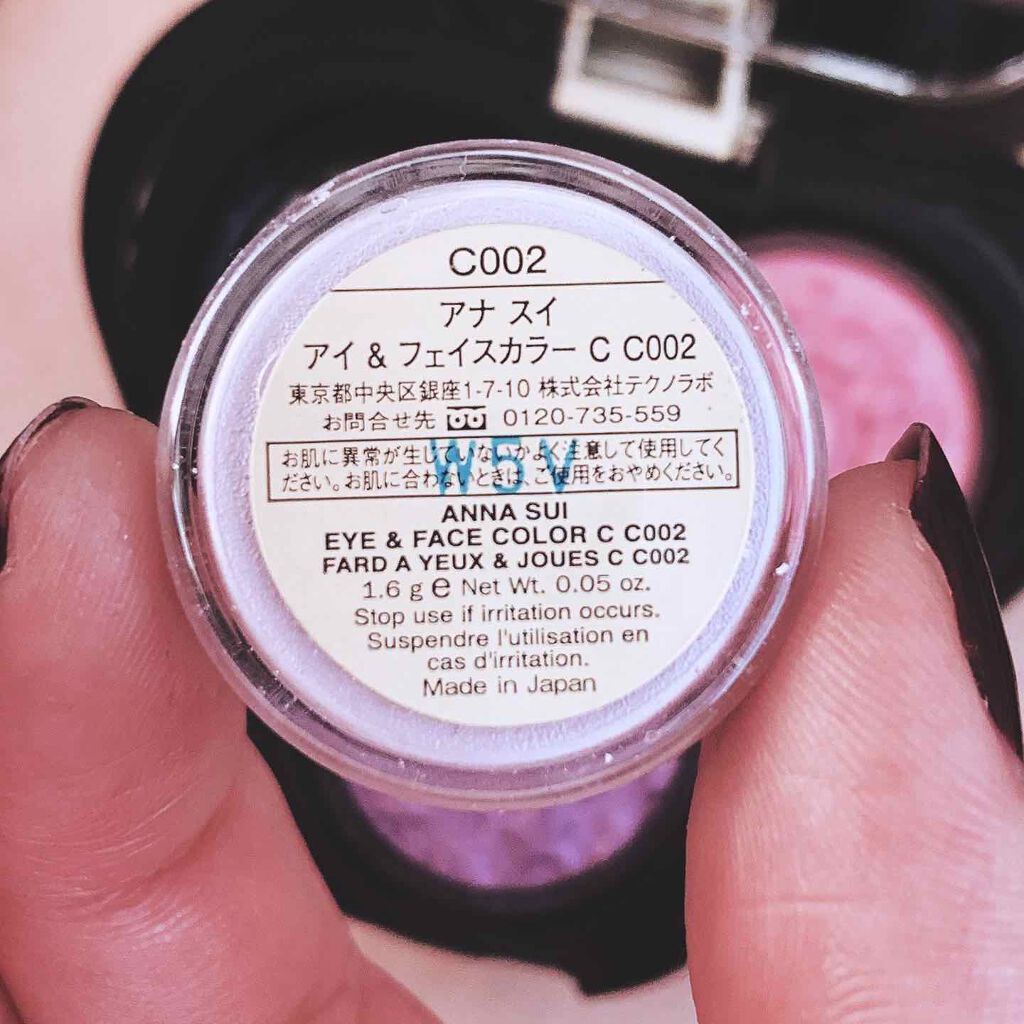 C002
アナ スイ
アイ & フェイスカラー C C002
東京都中央区銀座1-7-10 株式会社テクノラボ
お問合せ先 0120-735-559
お肌に異常が生じていないかよく注意して使用してく
ださい。お肌に合わないときは、ご使用をおやめください。
W5V
ANNA SUI
EYE & FACE COLOR C C002
FARD A YEUX & JOUES C C002
1.6 g ℮ Net Wt. 0.05 oz.
Stop use if irritation occurs.
Suspendre l'utilisation en
cas d'irritation.
Made in Japan